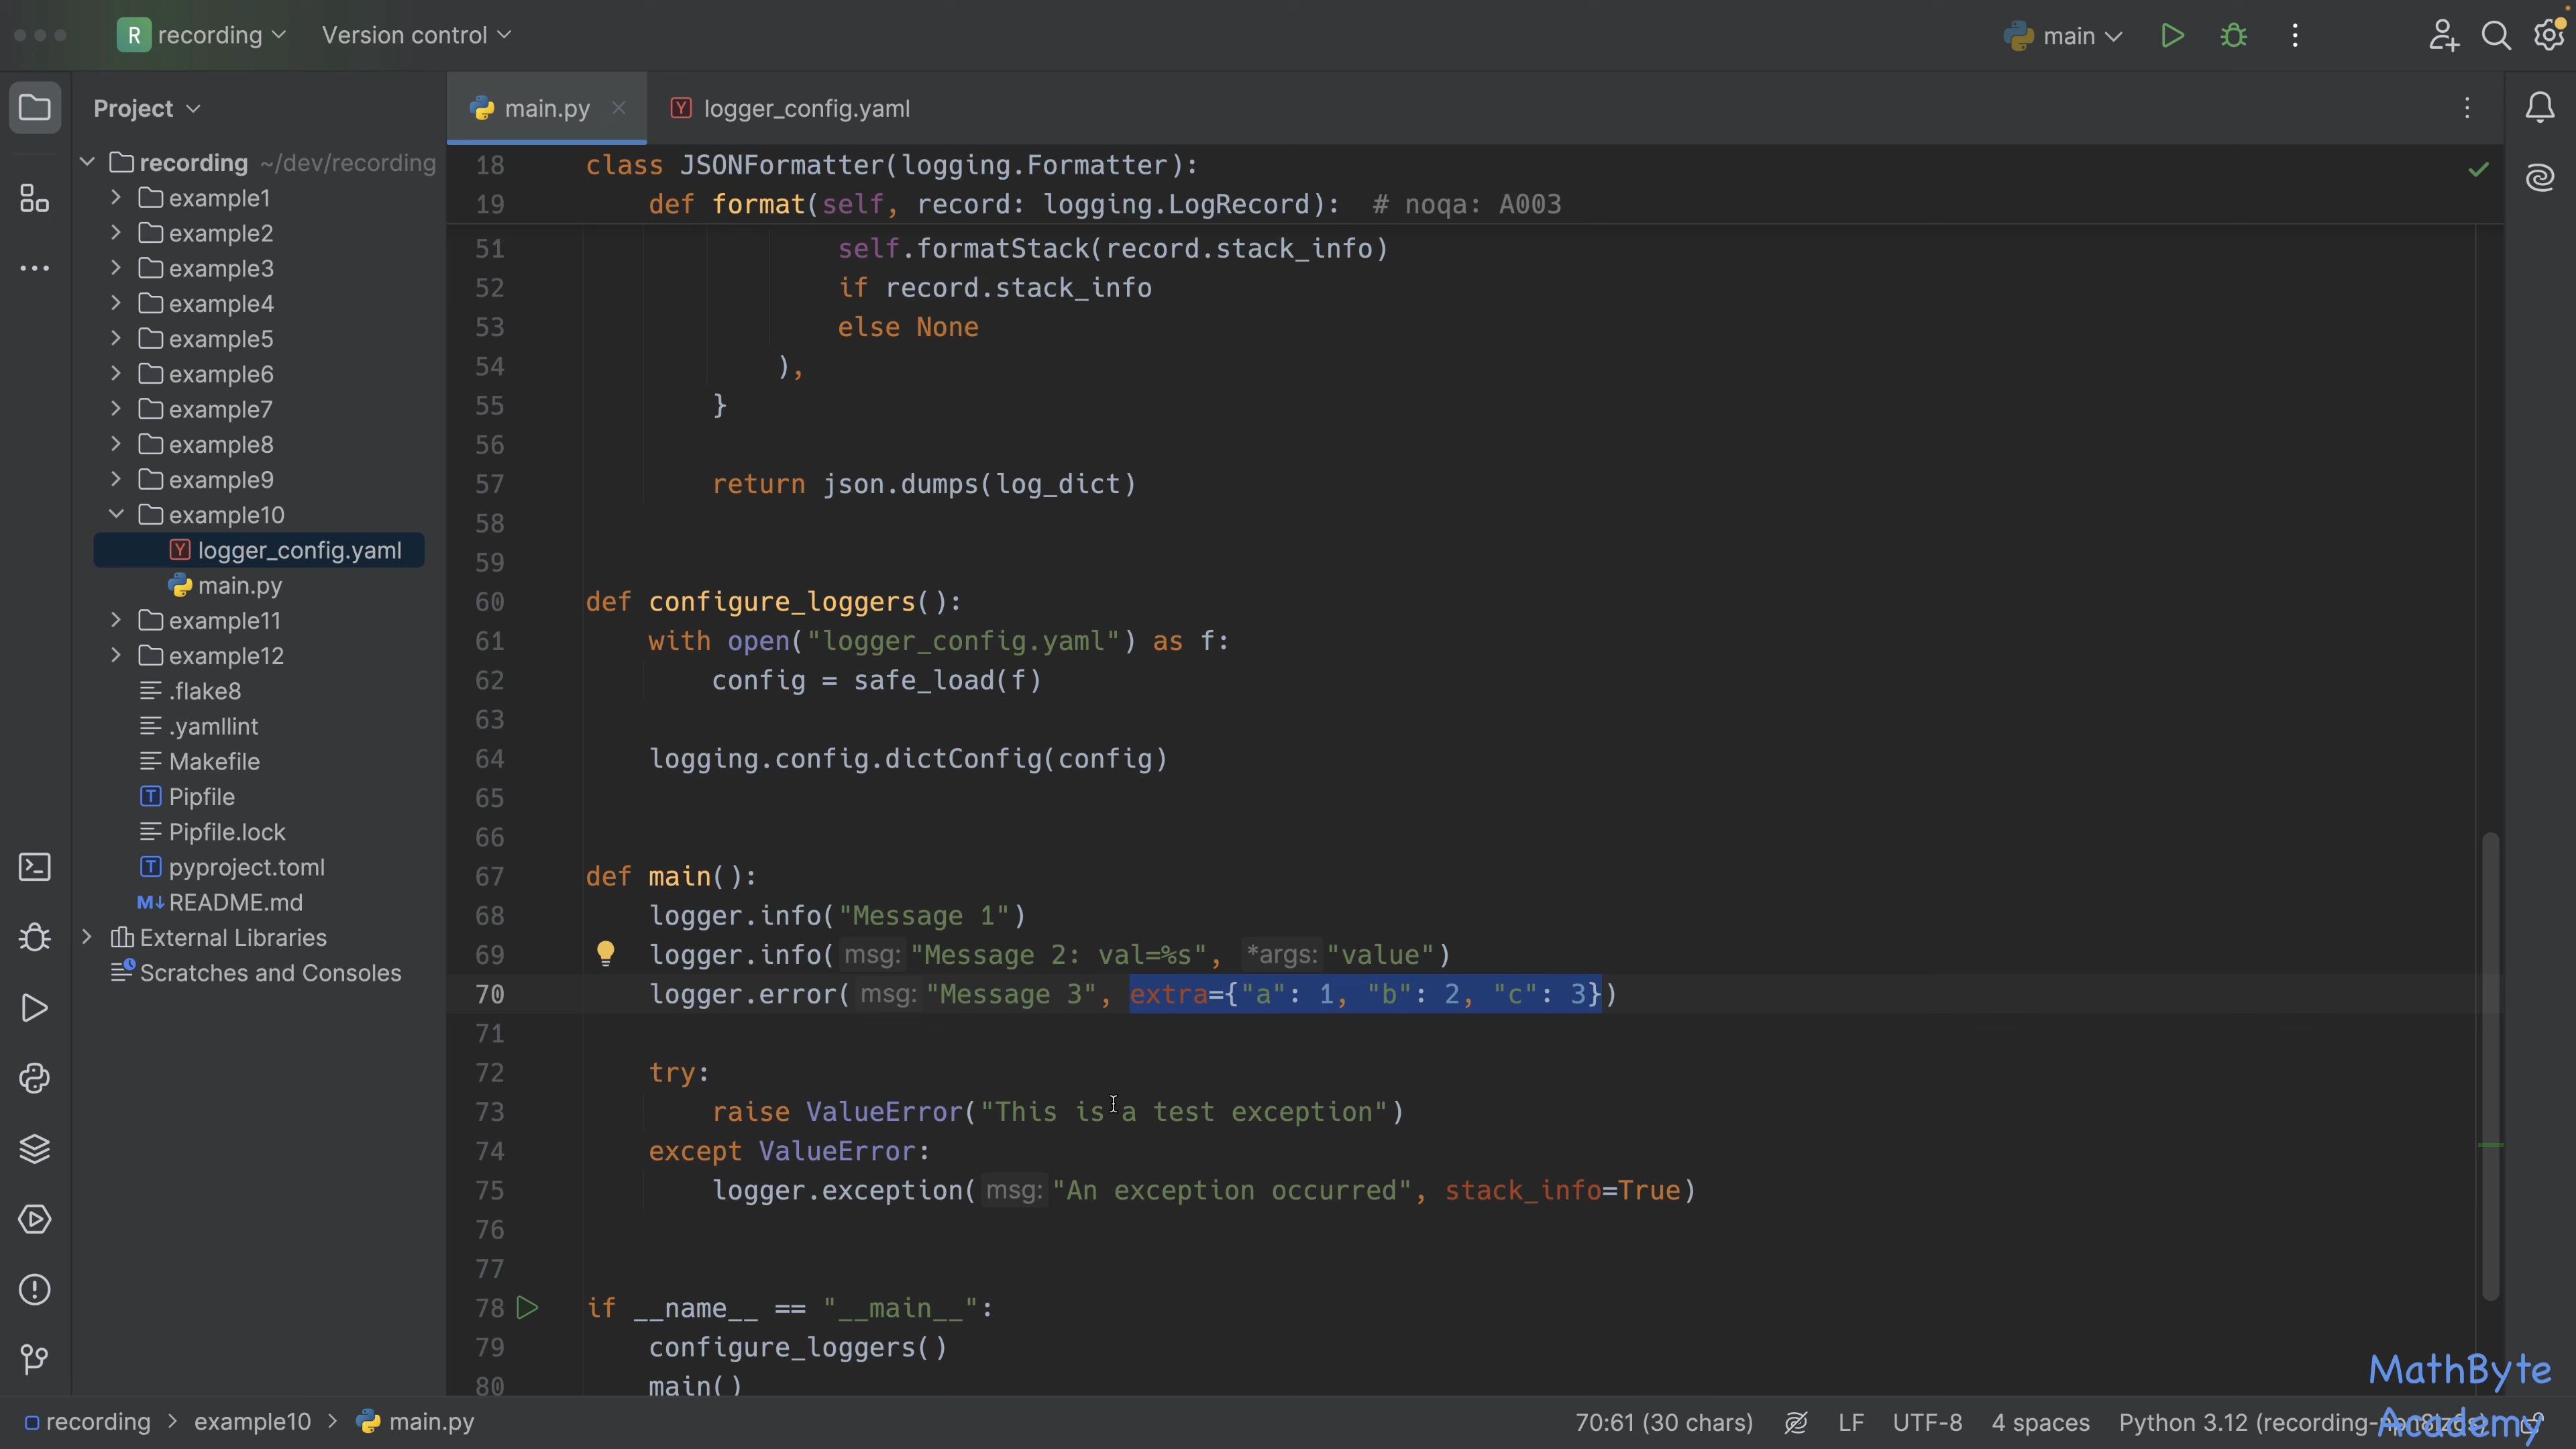 R recording Version control main
Project
main.py logger_config.yaml
recording ~/dev/recording
example1
example2
example3
example4
example5
example6
example7
example8
example9
example10
logger_config.yaml
main.py
example11
example12
.flake8
.yamllint
Makefile
Pipfile
Pipfile.lock
pyproject.toml
README.md
External Libraries
Scratches and Consoles
18 class JSONFormatter(logging.Formatter):
19 def format(self, record: logging.LogRecord): # noqa: A003
51 self.formatStack(record.stack_info)
52 if record.stack_info
53 else None
54 ),
55 }
56
57 return json.dumps(log_dict)
58
59
60 def configure_loggers():
61 with open("logger_config.yaml") as f:
62 config = safe_load(f)
63
64 logging.config.dictConfig(config)
65
66
67 def main():
68 logger.info("Message 1")
69 logger.info( msg: "Message 2: val=%s", *args: "value")
70 logger.error( msg: "Message 3", extra={"a": 1, "b": 2, "c": 3})
71
72 try:
73 raise ValueError("This is a test exception")
74 except ValueError:
75 logger.exception( msg: "An exception occurred", stack_info=True)
76
77
78 if __name__ == "__main__":
79 configure_loggers()
80 main()
recording > example10 > main.py 70:61 (30 chars) LF UTF-8 4 spaces Python 3.12
MathByte
Academy